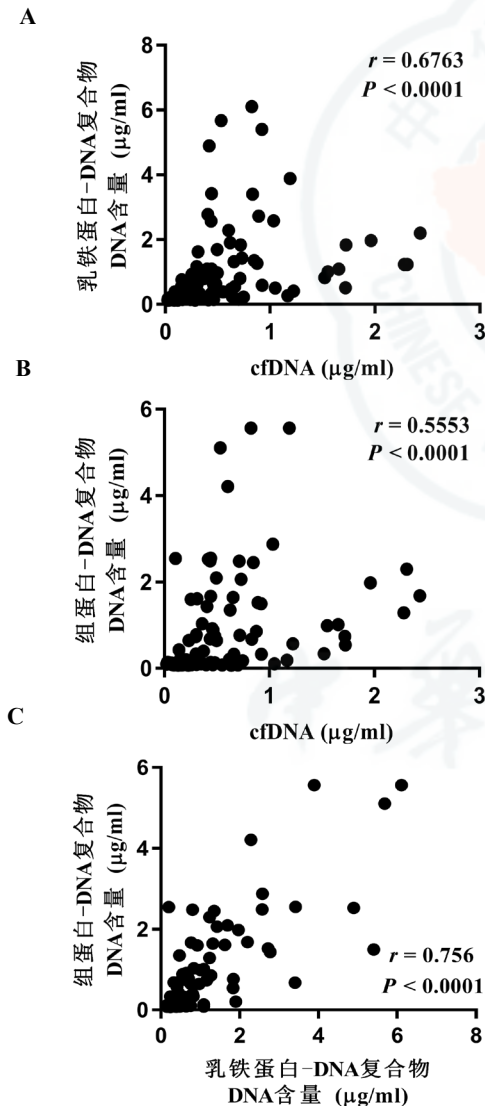 A
r = 0.6763
P < 0.0001
乳铁蛋白-DNA复合物
DNA含量 (μg/ml)
8
6
4
2
0
0 1 2 3
cfDNA (μg/ml)
B
r = 0.5553
P < 0.0001
组蛋白-DNA复合物
DNA含量 (μg/ml)
6
4
2
0
0 1 2 3
cfDNA (μg/ml)
C
组蛋白-DNA复合物
DNA含量 (μg/ml)
6
4
2
0
r = 0.756
P < 0.0001
0 2 4 6 8
乳铁蛋白-DNA复合物
DNA含量 (μg/ml)
CHINESE